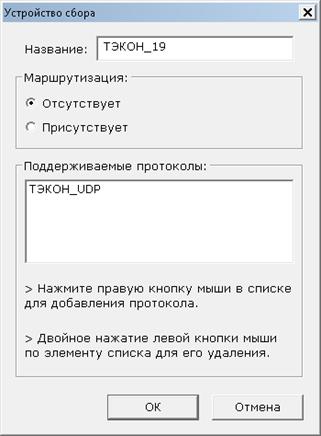 Устройство сбора
Название: ТЭКОН_19
Маршрутизация:
Отсутствует
Присутствует
Поддерживаемые протоколы:
ТЭКОН_UDP
> Нажмите правую кнопку мыши в списке
для добавления протокола.
> Двойное нажатие левой кнопки мыши
по элементу списка для его удаления.
ОК
Отмена